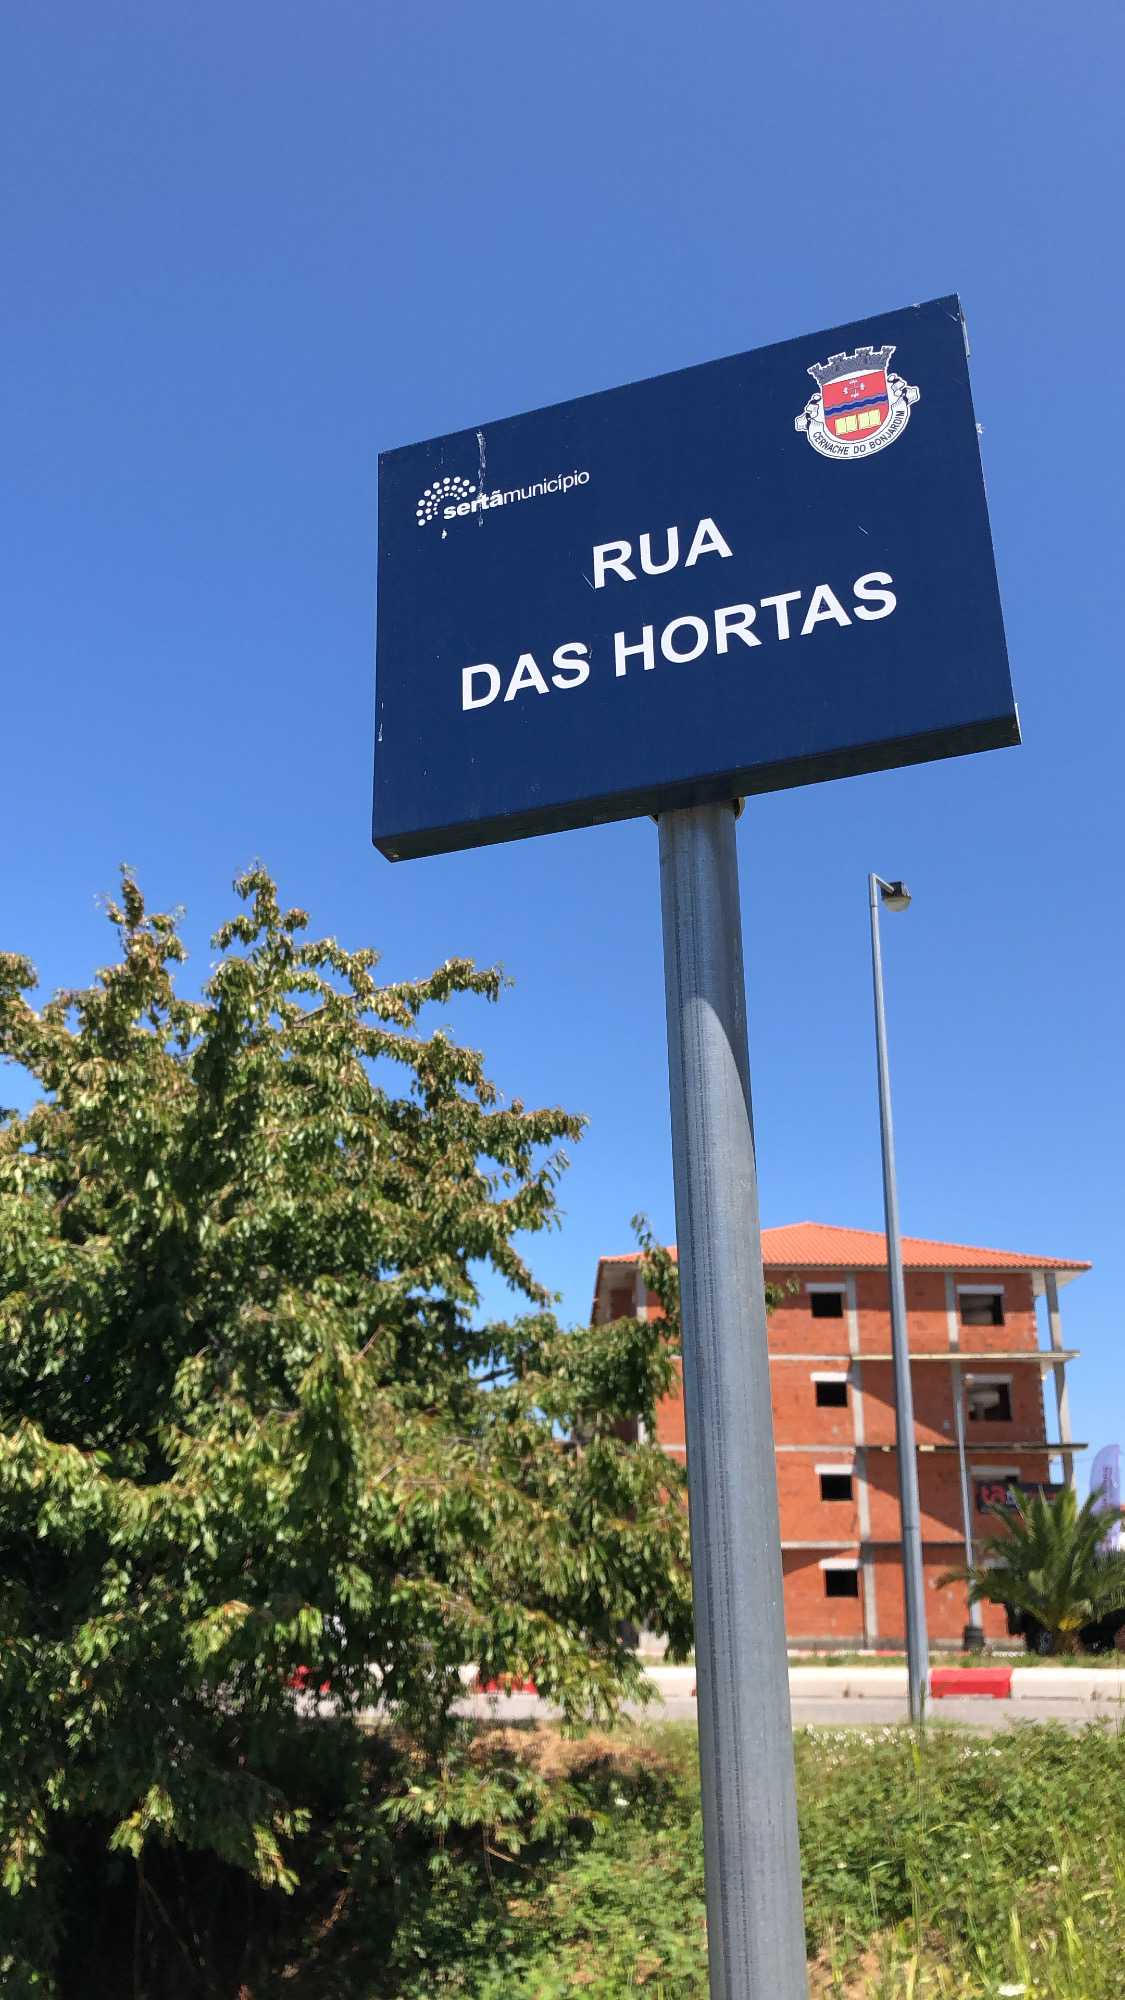 sertãmunicípio
CERNACHE DO BONJARDIM
RUA
DAS HORTAS